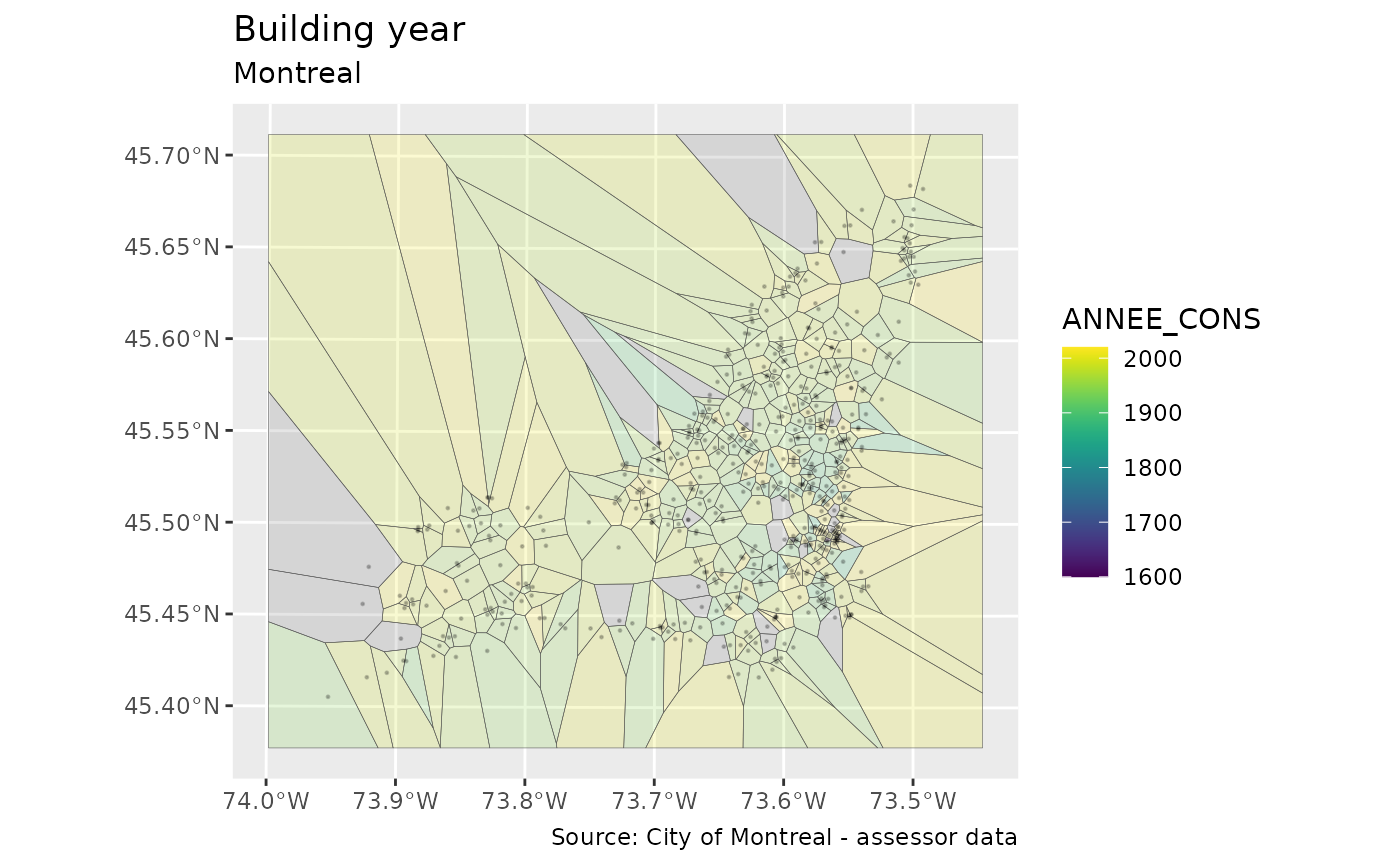 Building year
Montreal
45.70°N
45.65°N
45.60°N
45.55°N
45.50°N
45.45°N
45.40°N
74.0°W 73.9°W 73.8°W 73.7°W 73.6°W 73.5°W
ANNEE_CONS
2000
1900
1800
1700
1600
Source: City of Montreal - assessor data